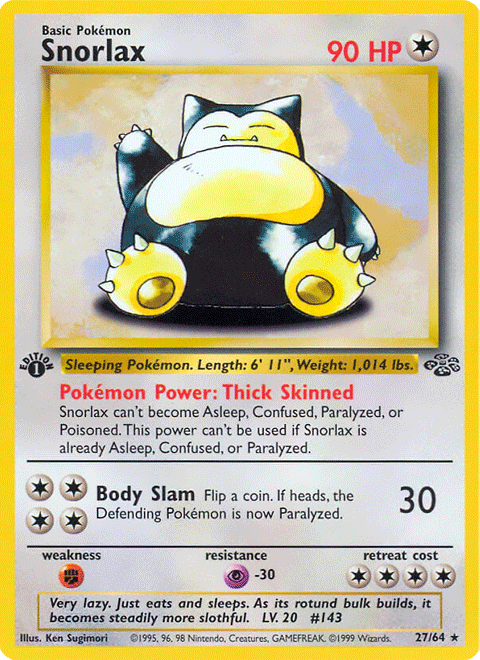 Basic Pokémon
Snorlax 90 HP
EDITION 1
Sleeping Pokémon. Length: 6' 11", Weight: 1,014 lbs.
Pokémon Power: Thick Skinned
Snorlax can't become Asleep, Confused, Paralyzed, or
Poisoned. This power can't be used if Snorlax is
already Asleep, Confused, or Paralyzed.
Body Slam Flip a coin. If heads, the 30
Defending Pokémon is now Paralyzed.
weakness resistance retreat cost
-30
Very lazy. Just eats and sleeps. As its rotund bulk builds, it
becomes steadily more slothful. LV. 20 #143
Illus. Ken Sugimori ©1995, 96, 98 Nintendo, Creatures, GAMEFREAK. ©1999 Wizards. 27/64 ★